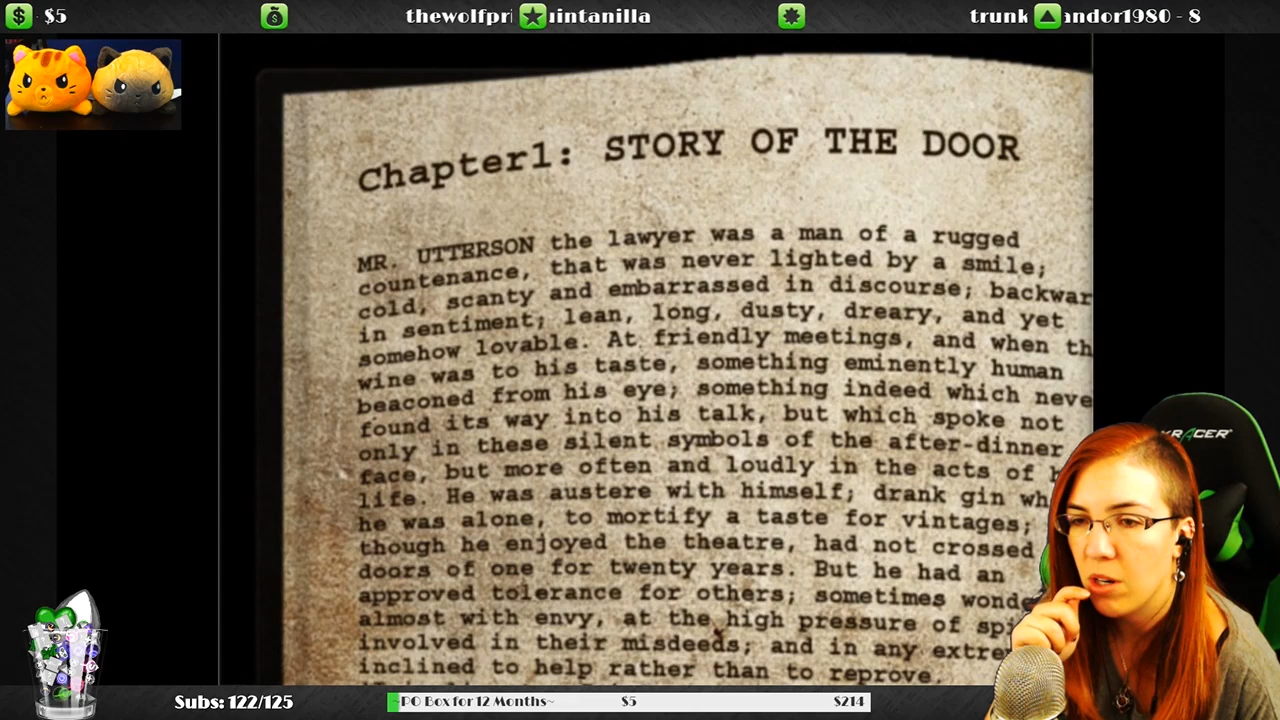 $5
thewolfpri
uintanilla
trunk
andor1980 - 8
Chapter1: STORY OF THE DOOR
MR. UTTERSON the lawyer was a man of a rugged
countenance, that was never lighted by a smile;
cold, scanty and embarrassed in discourse; backwar
in sentiment; lean, long, dusty, dreary, and yet
somehow lovable. At friendly meetings, and when th
wine was to his taste, something eminently human
beaconed from his eye; something indeed which neve
found its way into his talk, but which spoke not
only in these silent symbols of the after-dinner
face, but more often and loudly in the acts of
life. He was austere with himself; drank gin wh
he was alone, to mortify a taste for vintages;
though he enjoyed the theatre, had not crossed
doors of one for twenty years. But he had an
approved tolerance for others; sometimes wond
almost with envy, at the high pressure of spi
involved in their misdeeds; and in any extre
inclined to help rather than to reprove.
Subs: 122/125
~PO Box for 12 Months~ $5 $214